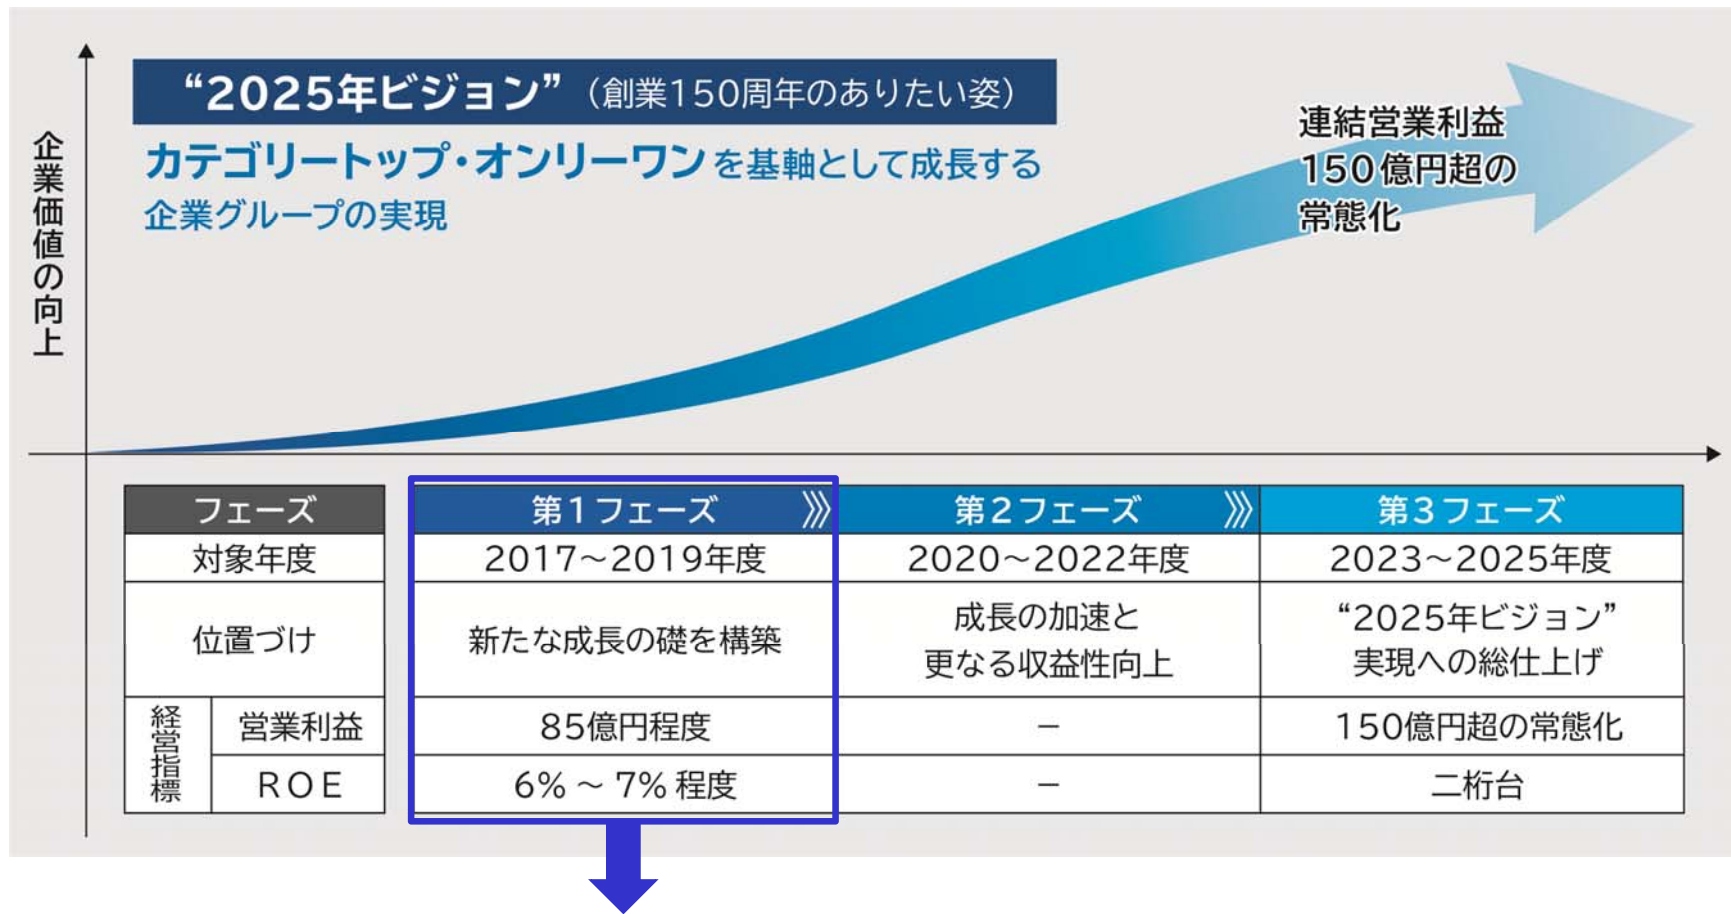 “2025年ビジョン”（創業150周年のありたい姿）
カテゴリートップ・オンリーワンを基軸として成長する
企業グループの実現
連結営業利益
150億円超の
常態化
企業価値の向上
フェーズ 第1フェーズ 第2フェーズ 第3フェーズ
対象年度 2017～2019年度 2020～2022年度 2023～2025年度
位置づけ 新たな成長の礎を構築 成長の加速と
更なる収益性向上 “2025年ビジョン”
実現への総仕上げ
経営指標
営業利益 85億円程度 － 150億円超の常態化
ROE 6%～7%程度 － 二桁台